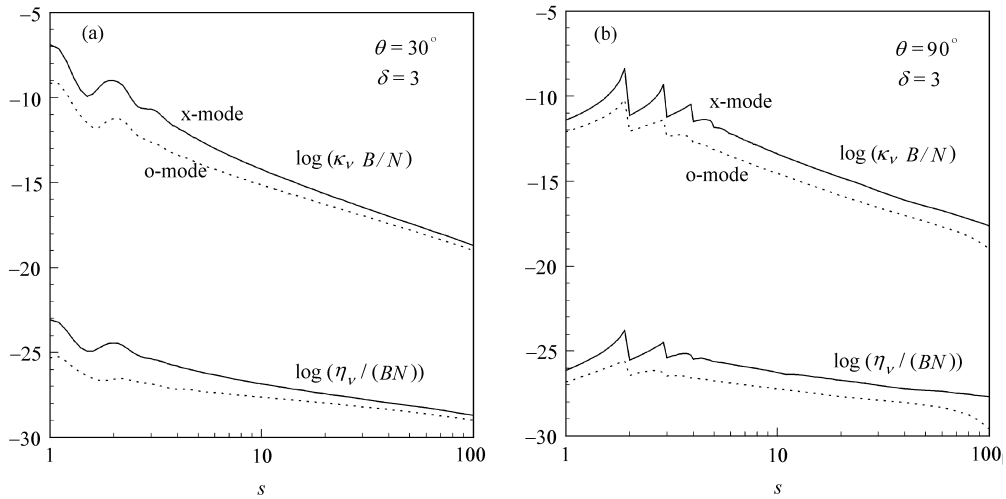 (a)
θ = 30°
δ = 3
x-mode
o-mode
log (κν B/N)
log (ην / (BN))
−5
−10
−15
−20
−25
−30
1
10
100
s
(b)
θ = 90°
δ = 3
x-mode
o-mode
log (κν B/N)
log (ην / (BN))
−5
−10
−15
−20
−25
−30
1
10
100
s